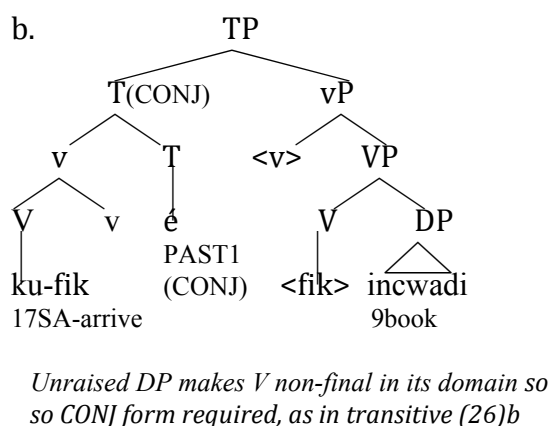 b.
TP
T(CONJ) vP
v T <v> VP
V v é V DP
PAST1
ku-fik (CONJ) <fik> incwadi
17SA-arrive 9book
Unraised DP makes V non-final in its domain so
so CONJ form required, as in transitive (26)b